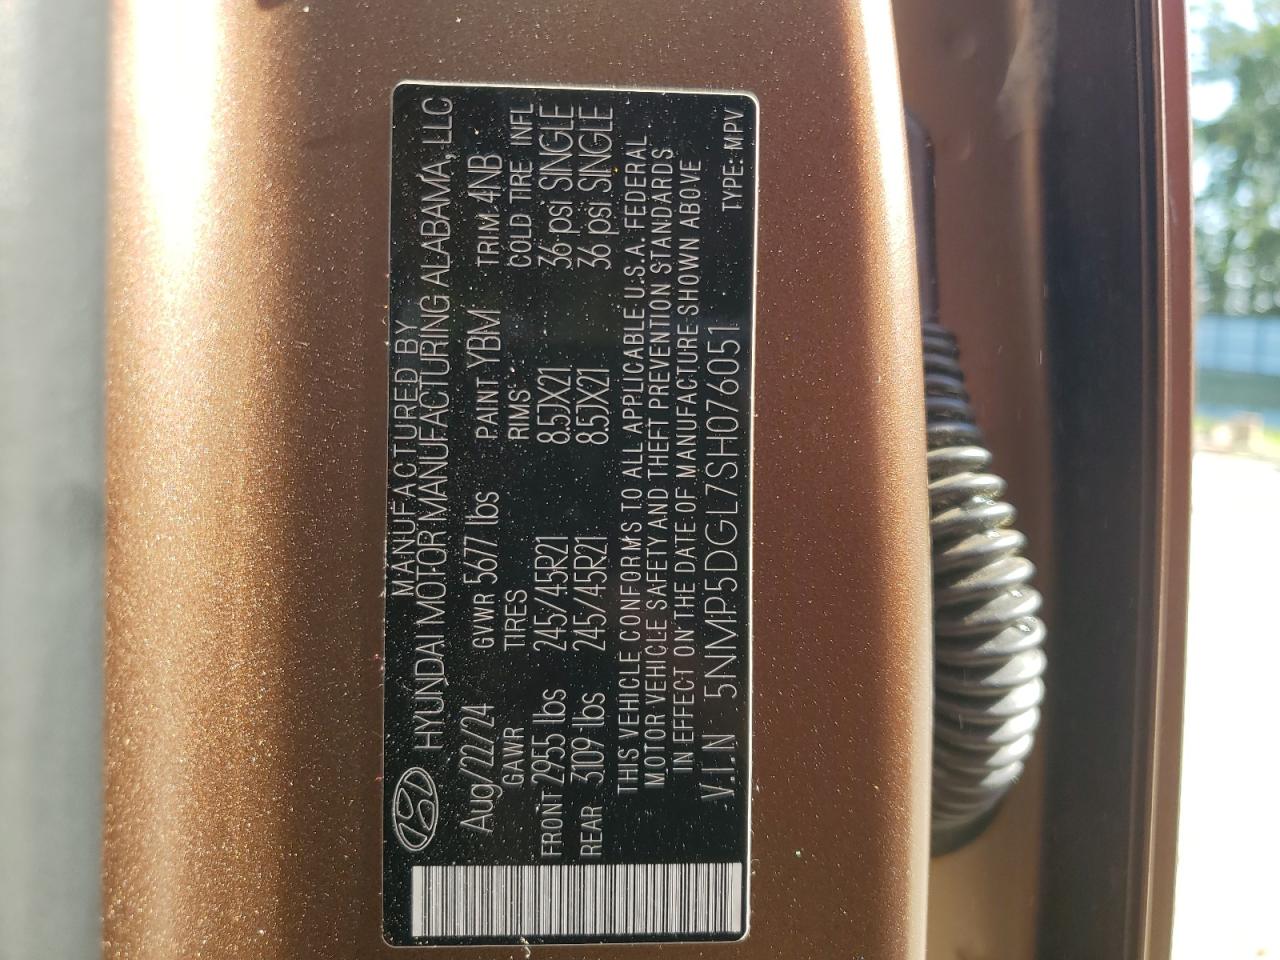 MANUFACTURED BY
HYUNDAI MOTOR MANUFACTURING ALABAMA, LLC
Aug/22/24 GVWR 5677 lbs PAINT YBM TRIM 4NB
GAWR TIRES RIMS COLD TIRE INFL
FRONT 2955 lbs 245/45R21 8.5JX21 36 psi SINGLE
REAR 3109 lbs 245/45R21 8.5JX21 36 psi SINGLE
THIS VEHICLE CONFORMS TO ALL APPLICABLE U.S.A. FEDERAL
MOTOR VEHICLE SAFETY AND THEFT PREVENTION STANDARDS
IN EFFECT ON THE DATE OF MANUFACTURE SHOWN ABOVE
V.I.N 5NMP5DGL7SH076051 TYPE: MPV